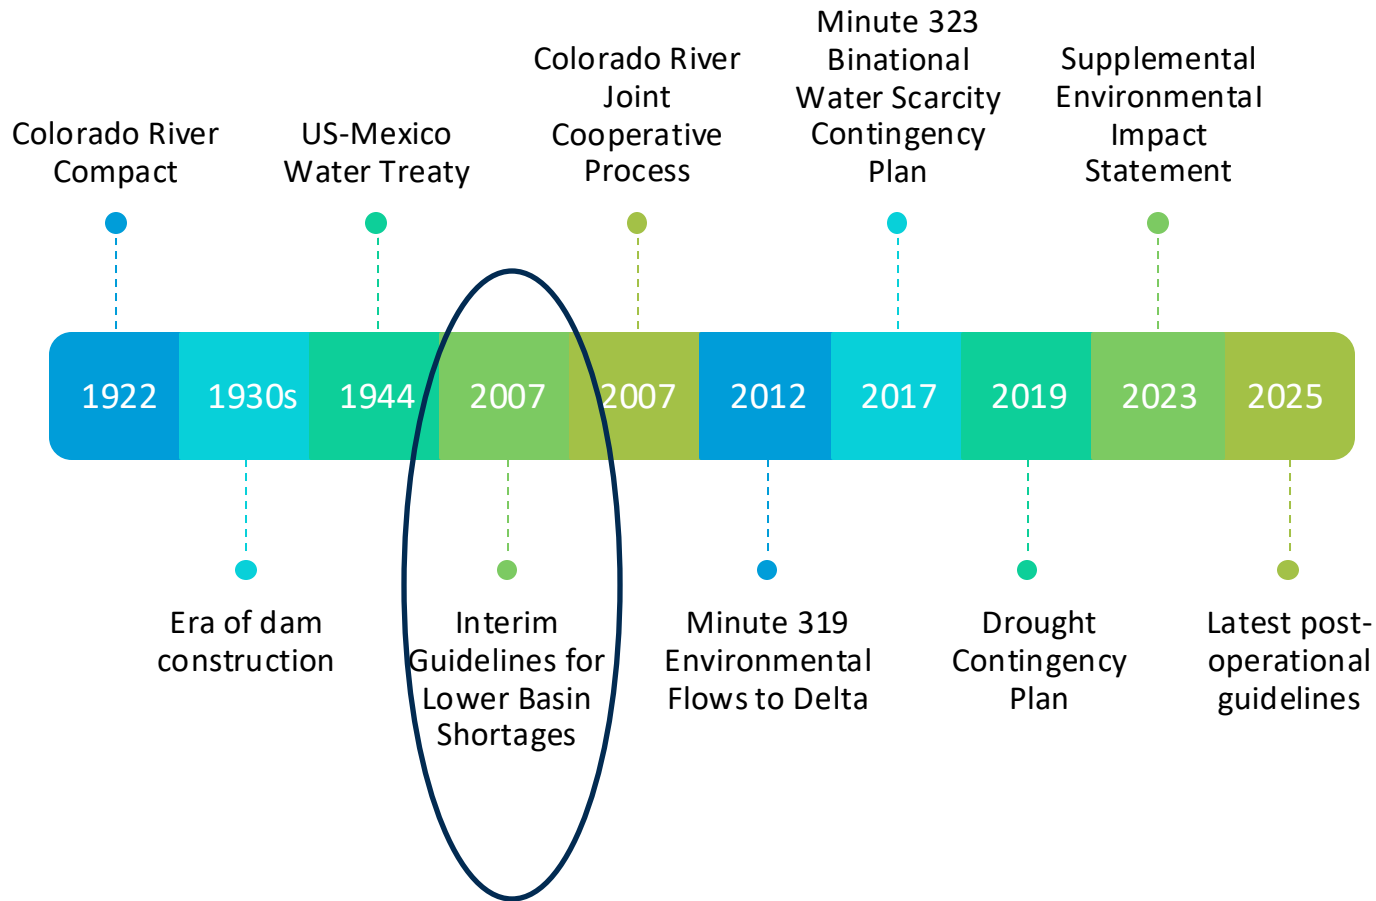 Colorado River
Compact
US-Mexico
Water Treaty
Colorado River
Joint
Cooperative
Process
Minute 323
Binational
Water Scarcity
Contingency
Plan
Supplemental
Environmental
Impact
Statement
1922
1930s
1944
2007
2007
2012
2017
2019
2023
2025
Era of dam
construction
Interim
Guidelines for
Lower Basin
Shortages
Minute 319
Environmental
Flows to Delta
Drought
Contingency
Plan
Latest post-
operational
guidelines